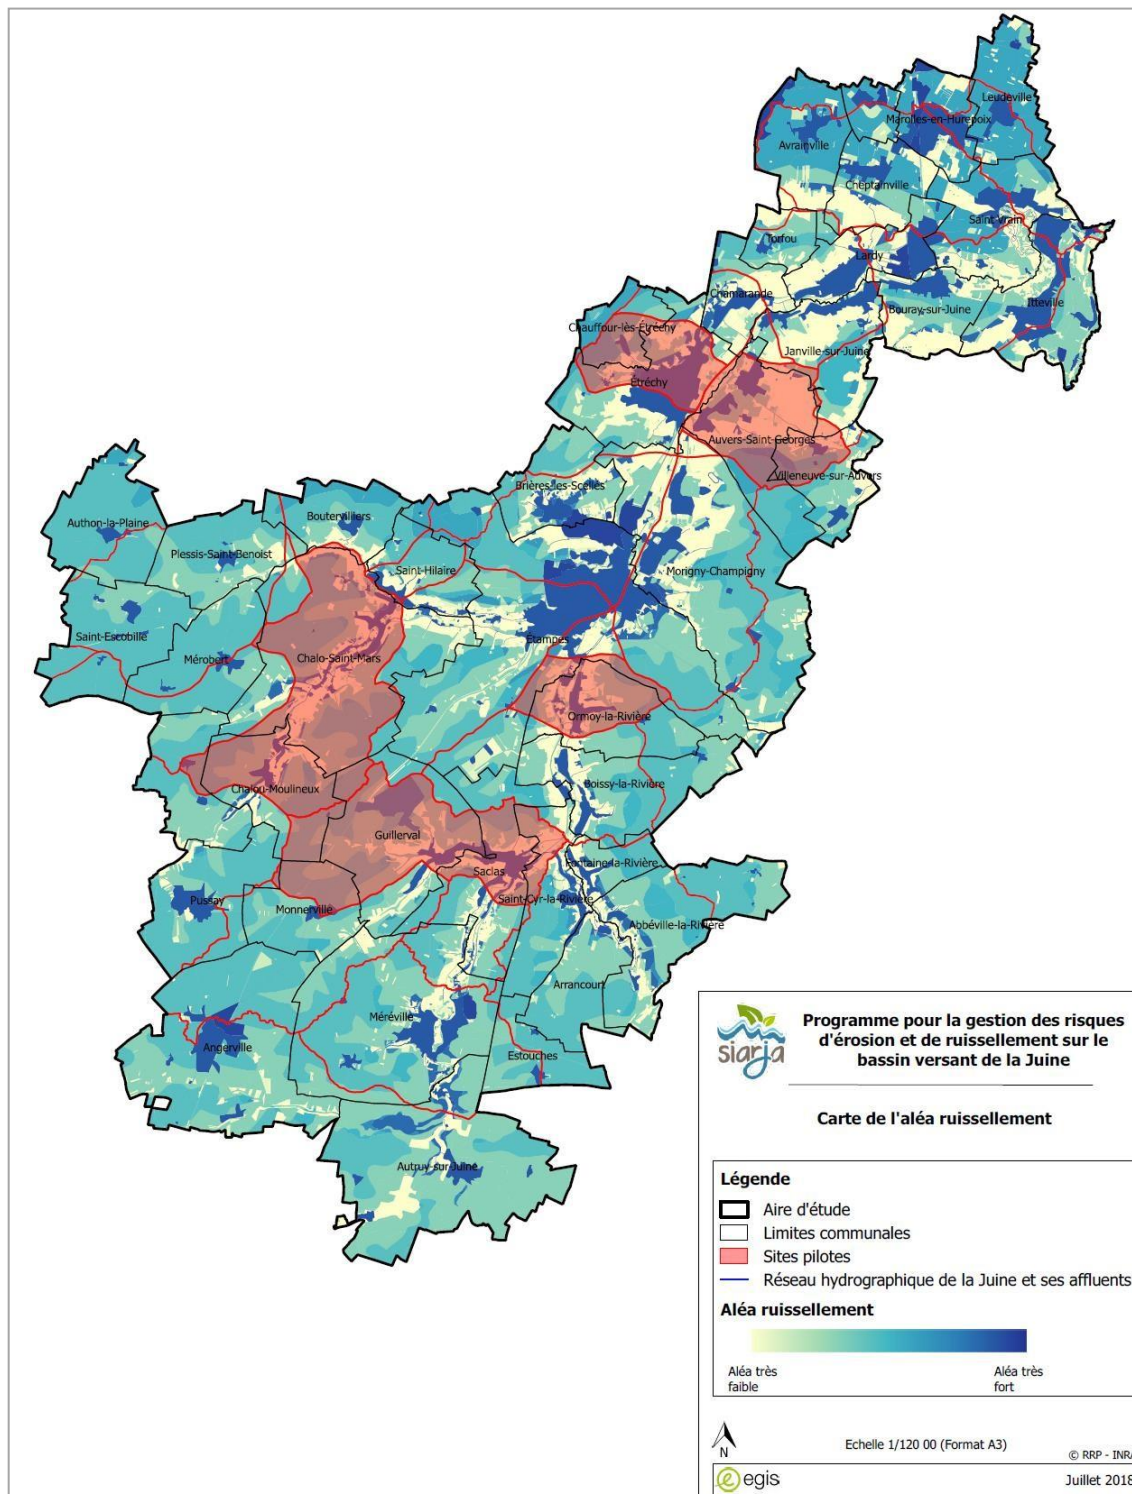 Leudeville
Marolles-en-Hurepoix
Avrainville
Cheptainville
Saint-Vrain
Torfou
Lardy
Chamarande
Itteville
Bouray-sur-Juine
Chauffour-lès-Étréchy
Janville-sur-Juine
Étréchy
Auvers-Saint-Georges
Villeneuve-sur-Auvers
Brières-les-Scellés
Authon-la-Plaine
Boutervilliers
Plessis-Saint-Benoist
Saint-Hilaire
Morigny-Champigny
Saint-Escobille
Étampes
Mérobert
Chalo-Saint-Mars
Ormoy-la-Rivière
Boissy-la-Rivière
Chalou-Moulineux
Guillerval
Fontaine-la-Rivière
Saclas
Saint-Cyr-la-Rivière
Pussay
Monnerville
Abbéville-la-Rivière
Arrancourt
Méréville
Angerville
Estouches
Autruy-sur-Juine
siarja
Programme pour la gestion des risques
d'érosion et de ruissellement sur le
bassin versant de la Juine
Carte de l'aléa ruissellement
Légende
Aire d'étude
Limites communales
Sites pilotes
Réseau hydrographique de la Juine et ses affluents
Aléa ruissellement
Aléa très
faible
Aléa très
fort
N
Echelle 1/120 00 (Format A3)
© RRP - INRA
egis
Juillet 2018